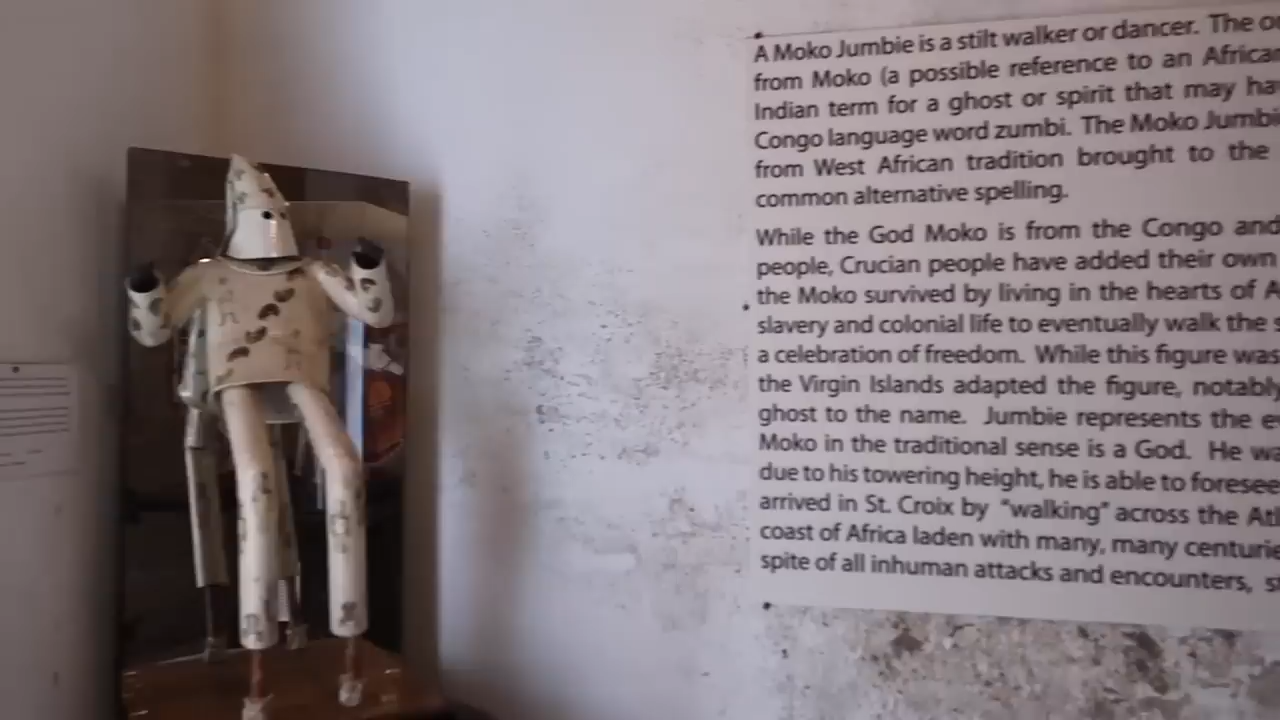 A Moko Jumbie is a stilt walker or dancer. The
from Moko (a possible reference to an African
Indian term for a ghost or spirit that may
Congo language word zumbi. The Moko Jumbi
from West African tradition brought to the
common alternative spelling.
While the God Moko is from the Congo and
people, Crucian people have added their own
the Moko survived by living in the hearts of A
slavery and colonial life to eventually walk the s
a celebration of freedom. While this figure was
the Virgin Islands adapted the figure, notably
ghost to the name. Jumbie represents the
Moko in the traditional sense is a God. He wa
due to his towering height, he is able to foresee
arrived in St. Croix by "walking" across the Atl
coast of Africa laden with many, many centurie
spite of all inhuman attacks and encounters,